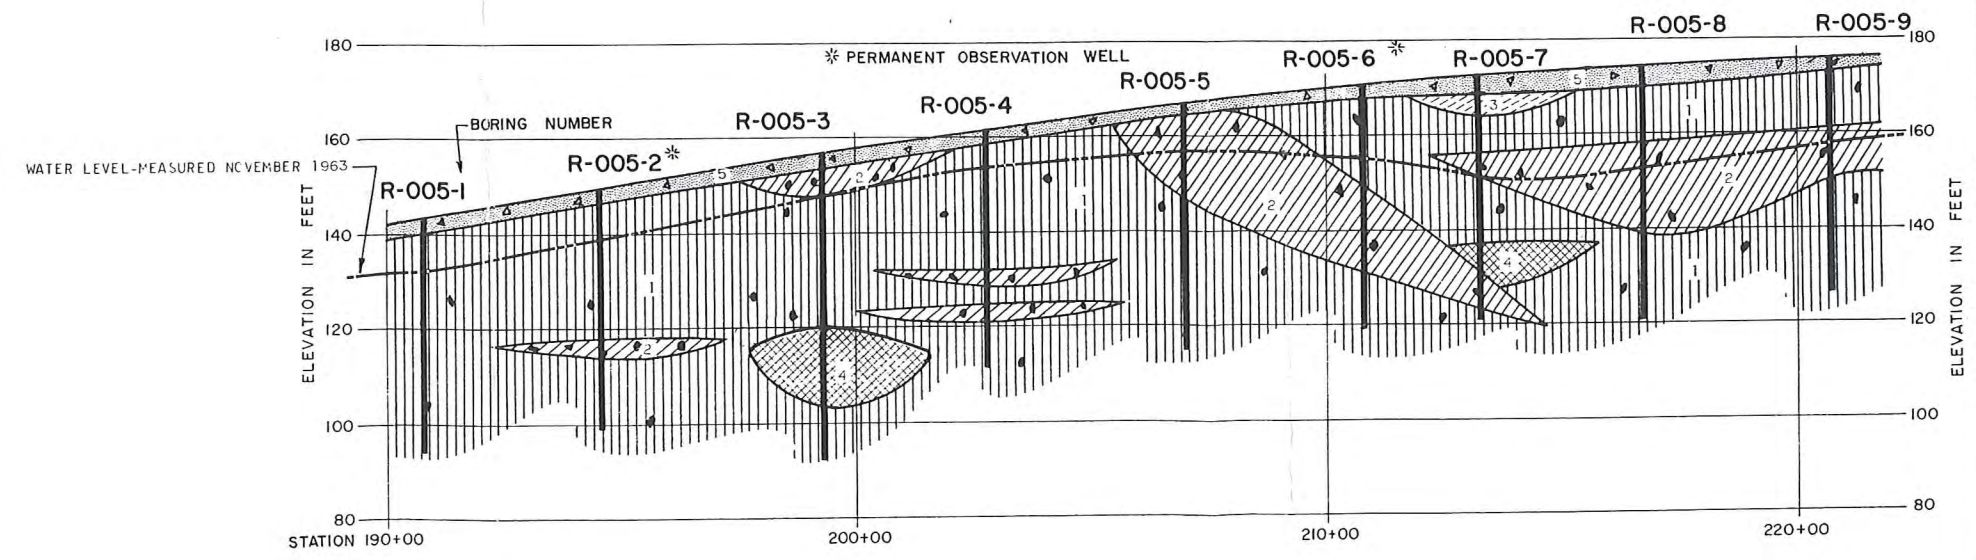 R-005-8 R-005-9
180 ✳ PERMANENT OBSERVATION WELL R-005-6 ✳ R-005-7 180
R-005-5
R-005-4
BORING NUMBER R-005-3
160 160
WATER LEVEL-MEASURED NOVEMBER 1963 R-005-2 ✳
R-005-1
5 2 5 3 1
1 2 2
140 140
4 1
1
120 120
2 4
100 100
80 80
ELEVATION IN FEET
ELEVATION IN FEET
STATION 190+00 200+00 210+00 220+00